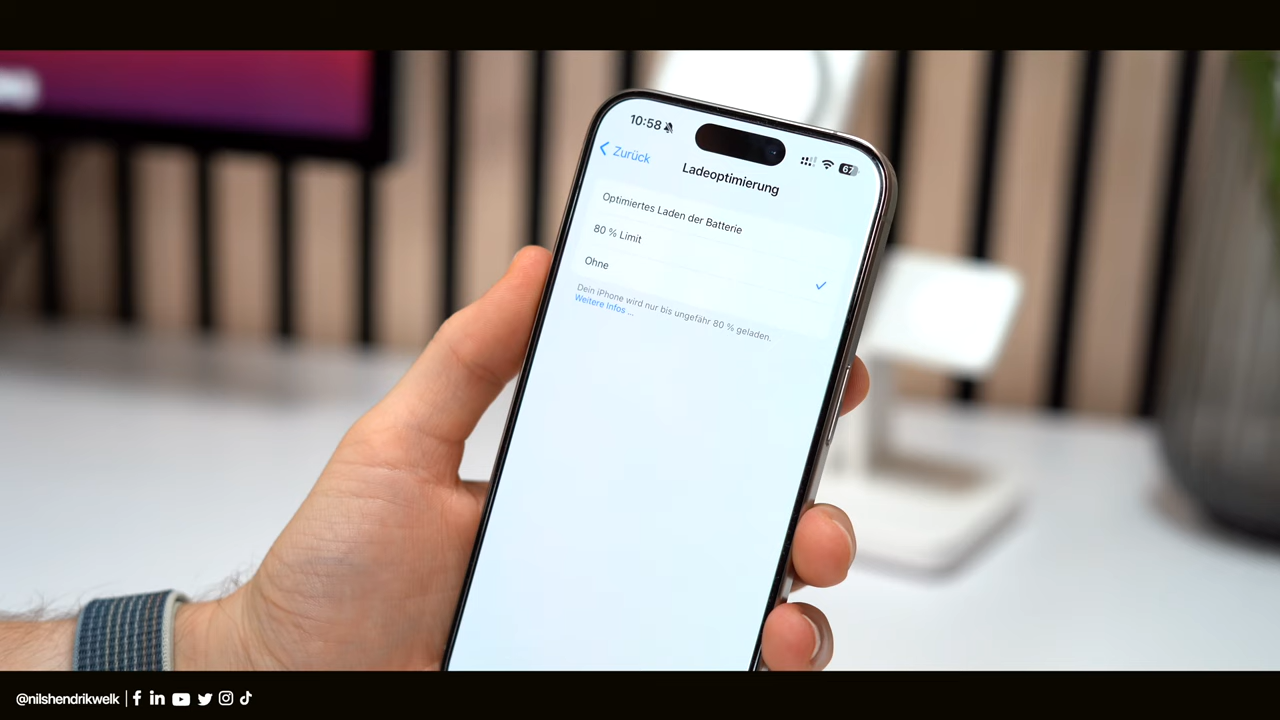 10:58
67
Zurück
Ladeoptimierung
Optimiertes Laden der Batterie
80 % Limit
Ohne
Dein iPhone wird nur bis ungefähr 80 % geladen.
Weitere Infos ...
@nilshendrikwelk